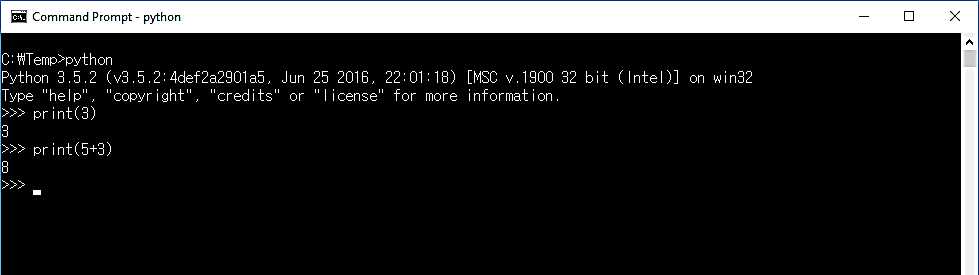 Command Prompt - python
C:₩Temp>python
Python 3.5.2 (v3.5.2:4def2a2901a5, Jun 25 2016, 22:01:18) [MSC v.1900 32 bit (Intel)] on win32
Type "help", "copyright", "credits" or "license" for more information.
>>> print(3)
3
>>> print(5+3)
8
>>>